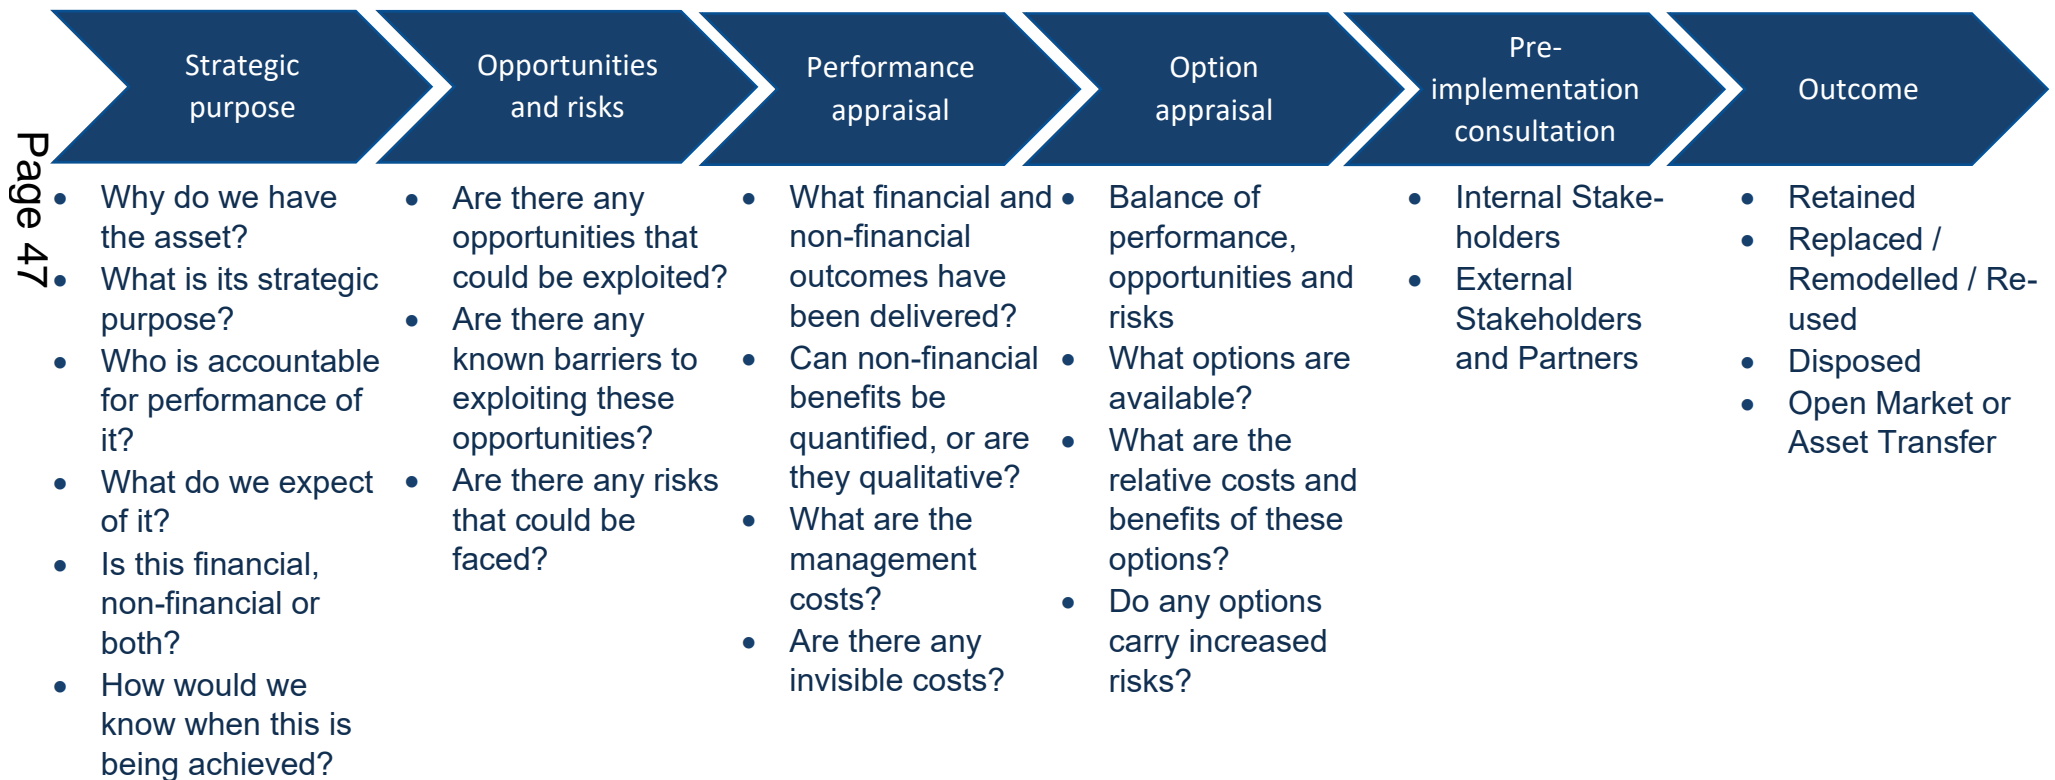 Strategic
purpose
Opportunities
and risks
Performance
appraisal
Option
appraisal
Pre-
implementation
consultation
Outcome
Page 47
• Why do we have
the asset?
• What is its strategic
purpose?
• Who is accountable
for performance of
it?
• What do we expect
of it?
• Is this financial,
non-financial or
both?
• How would we
know when this is
being achieved?
• Are there any
opportunities that
could be exploited?
• Are there any
known barriers to
exploiting these
opportunities?
• Are there any risks
that could be
faced?
• What financial and
non-financial
outcomes have
been delivered?
• Can non-financial
benefits be
quantified, or are
they qualitative?
• What are the
management
costs?
• Are there any
invisible costs?
• Balance of
performance,
opportunities and
risks
• What options are
available?
• What are the
relative costs and
benefits of these
options?
• Do any options
carry increased
risks?
• Internal Stake-
holders
• External
Stakeholders
and Partners
• Retained
• Replaced /
Remodelled / Re-
used
• Disposed
• Open Market or
Asset Transfer